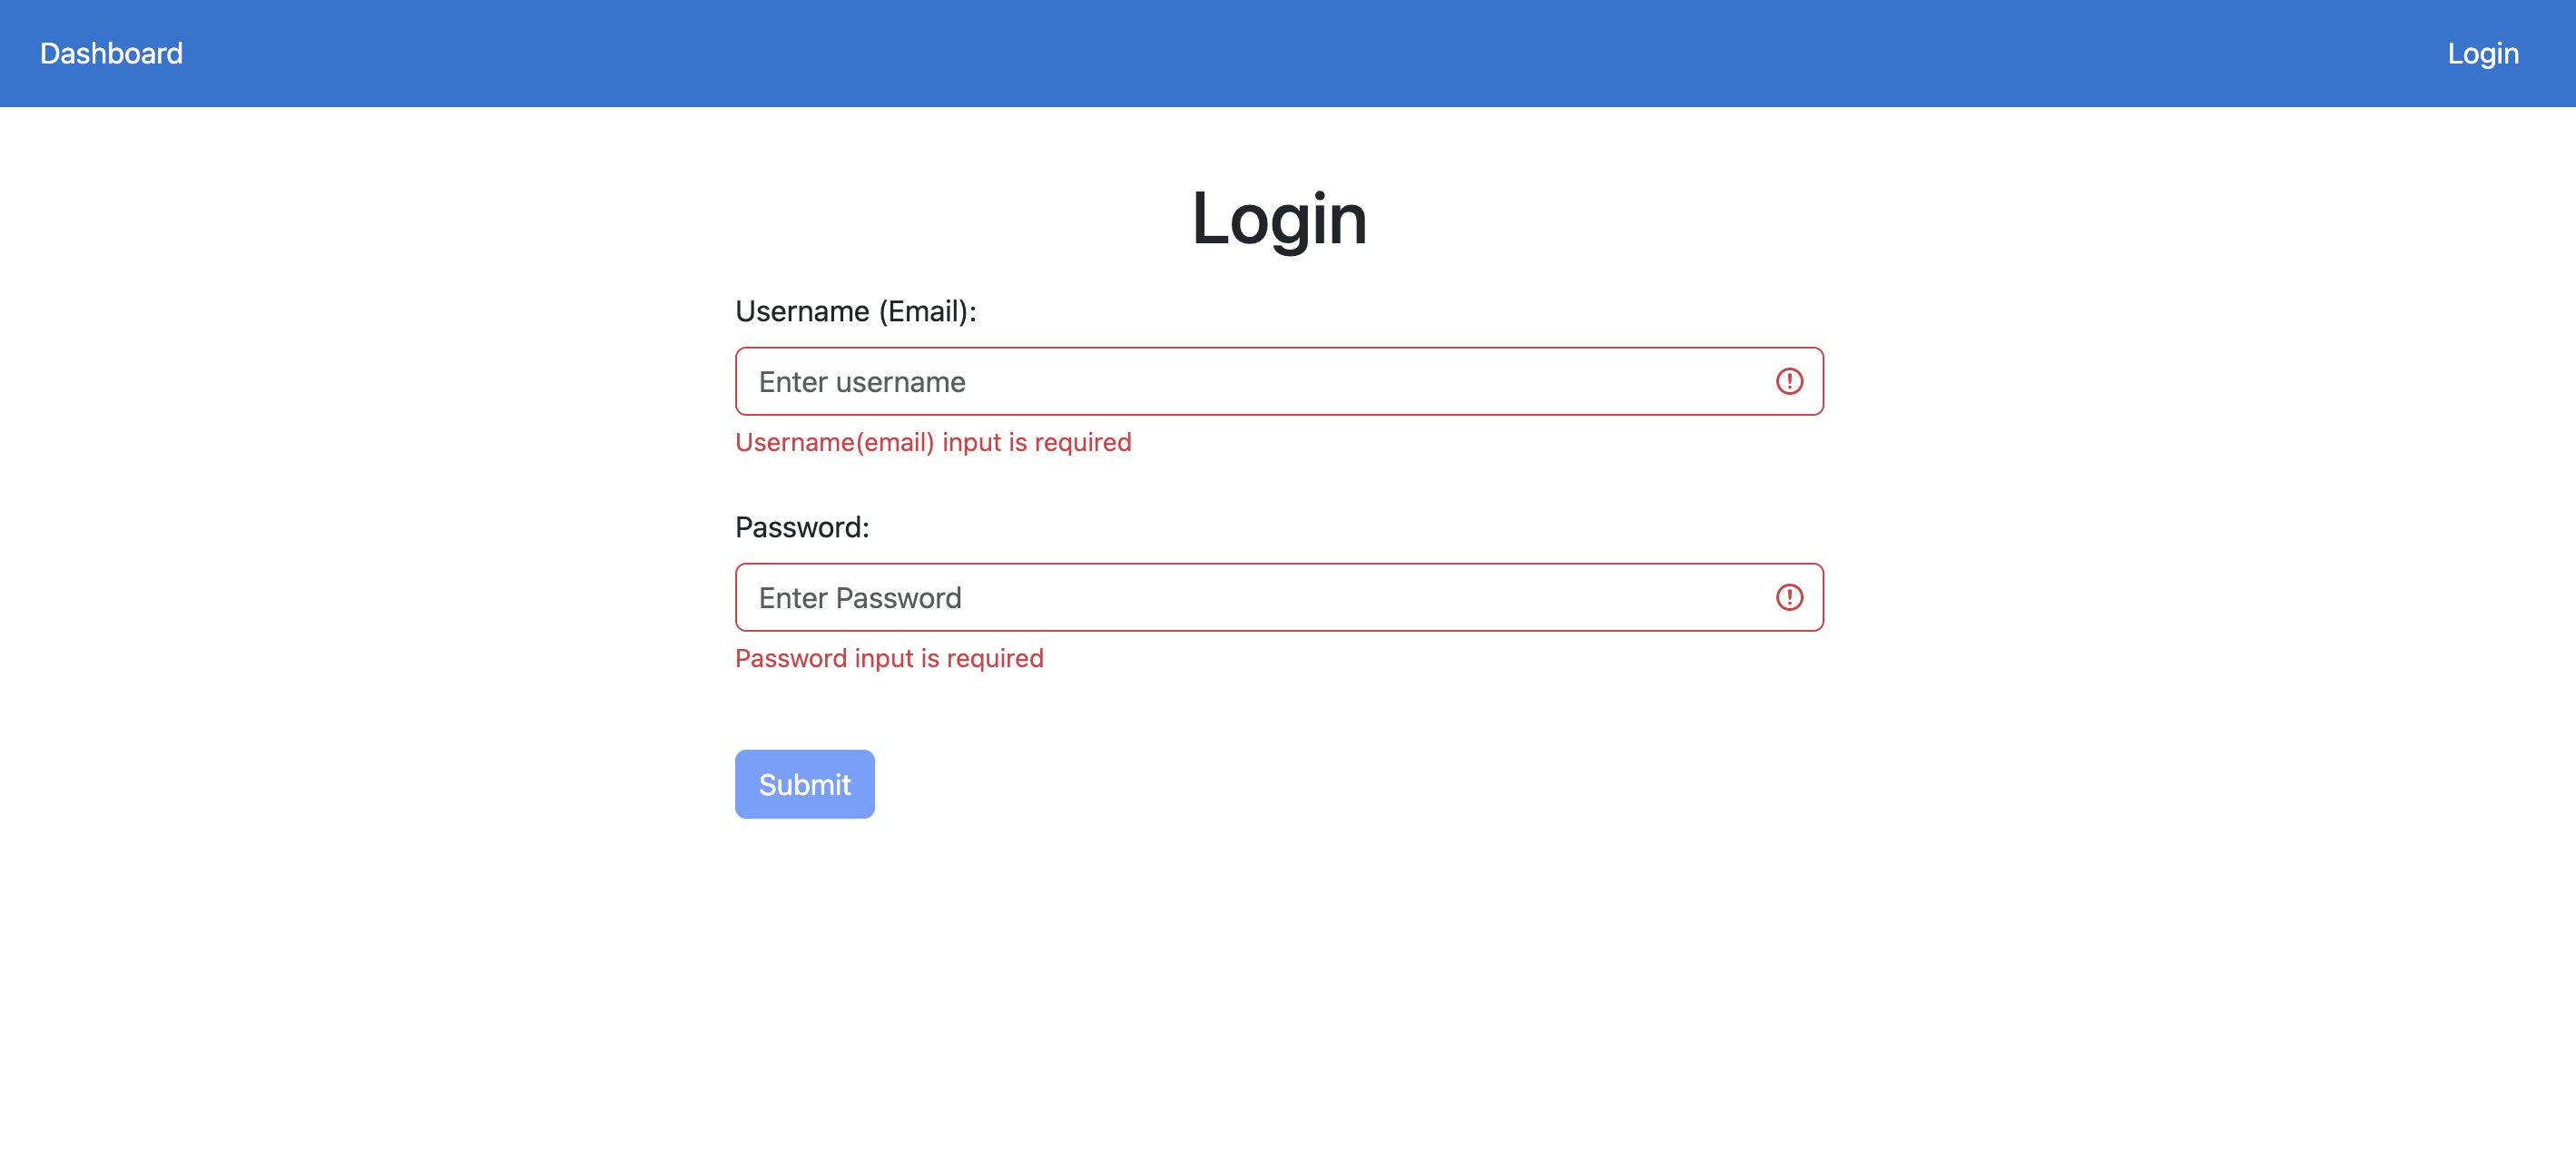 Dashboard
Login
Login
Username (Email):
Enter username
Username(email) input is required
Password:
Enter Password
Password input is required
Submit